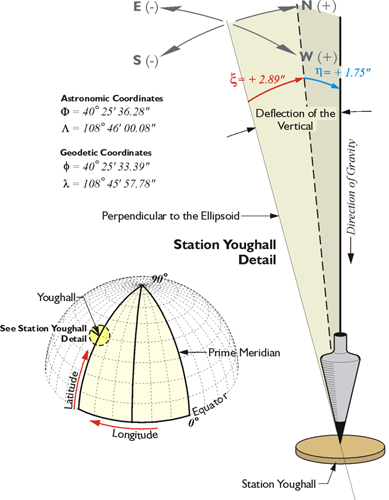 E (-)
N (+)
S (-)
W (+)
ξ = + 2.89"
η = + 1.75"
Deflection of the
Vertical
Astronomic Coordinates
Φ = 40° 25' 36.28"
Λ = 108° 46' 00.08"
Geodetic Coordinates
ϕ = 40° 25' 33.39"
λ = 108° 45' 57.78"
Direction of Gravity
Perpendicular to the Ellipsoid
Station Youghall
Detail
90°
Youghall
See Station Youghall
Detail
Prime Meridian
Latitude
Equator
0°
Longitude
Station Youghall